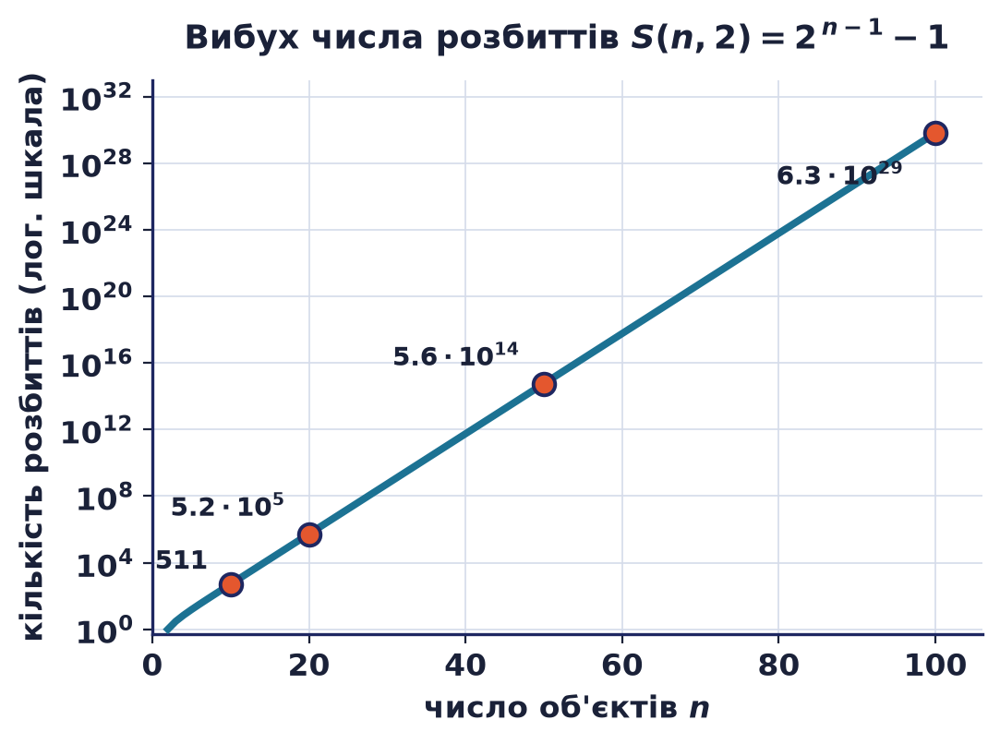 Вибух числа розбиттів S(n, 2) = 2^{n − 1} − 1
кількість розбиттів (лог. шкала)
10^{32}
10^{28}
10^{24}
10^{20}
10^{16}
10^{12}
10^{8}
10^{4}
10^{0}
6.3 · 10^{29}
5.6 · 10^{14}
5.2 · 10^{5}
511
0 20 40 60 80 100
число об'єктів n